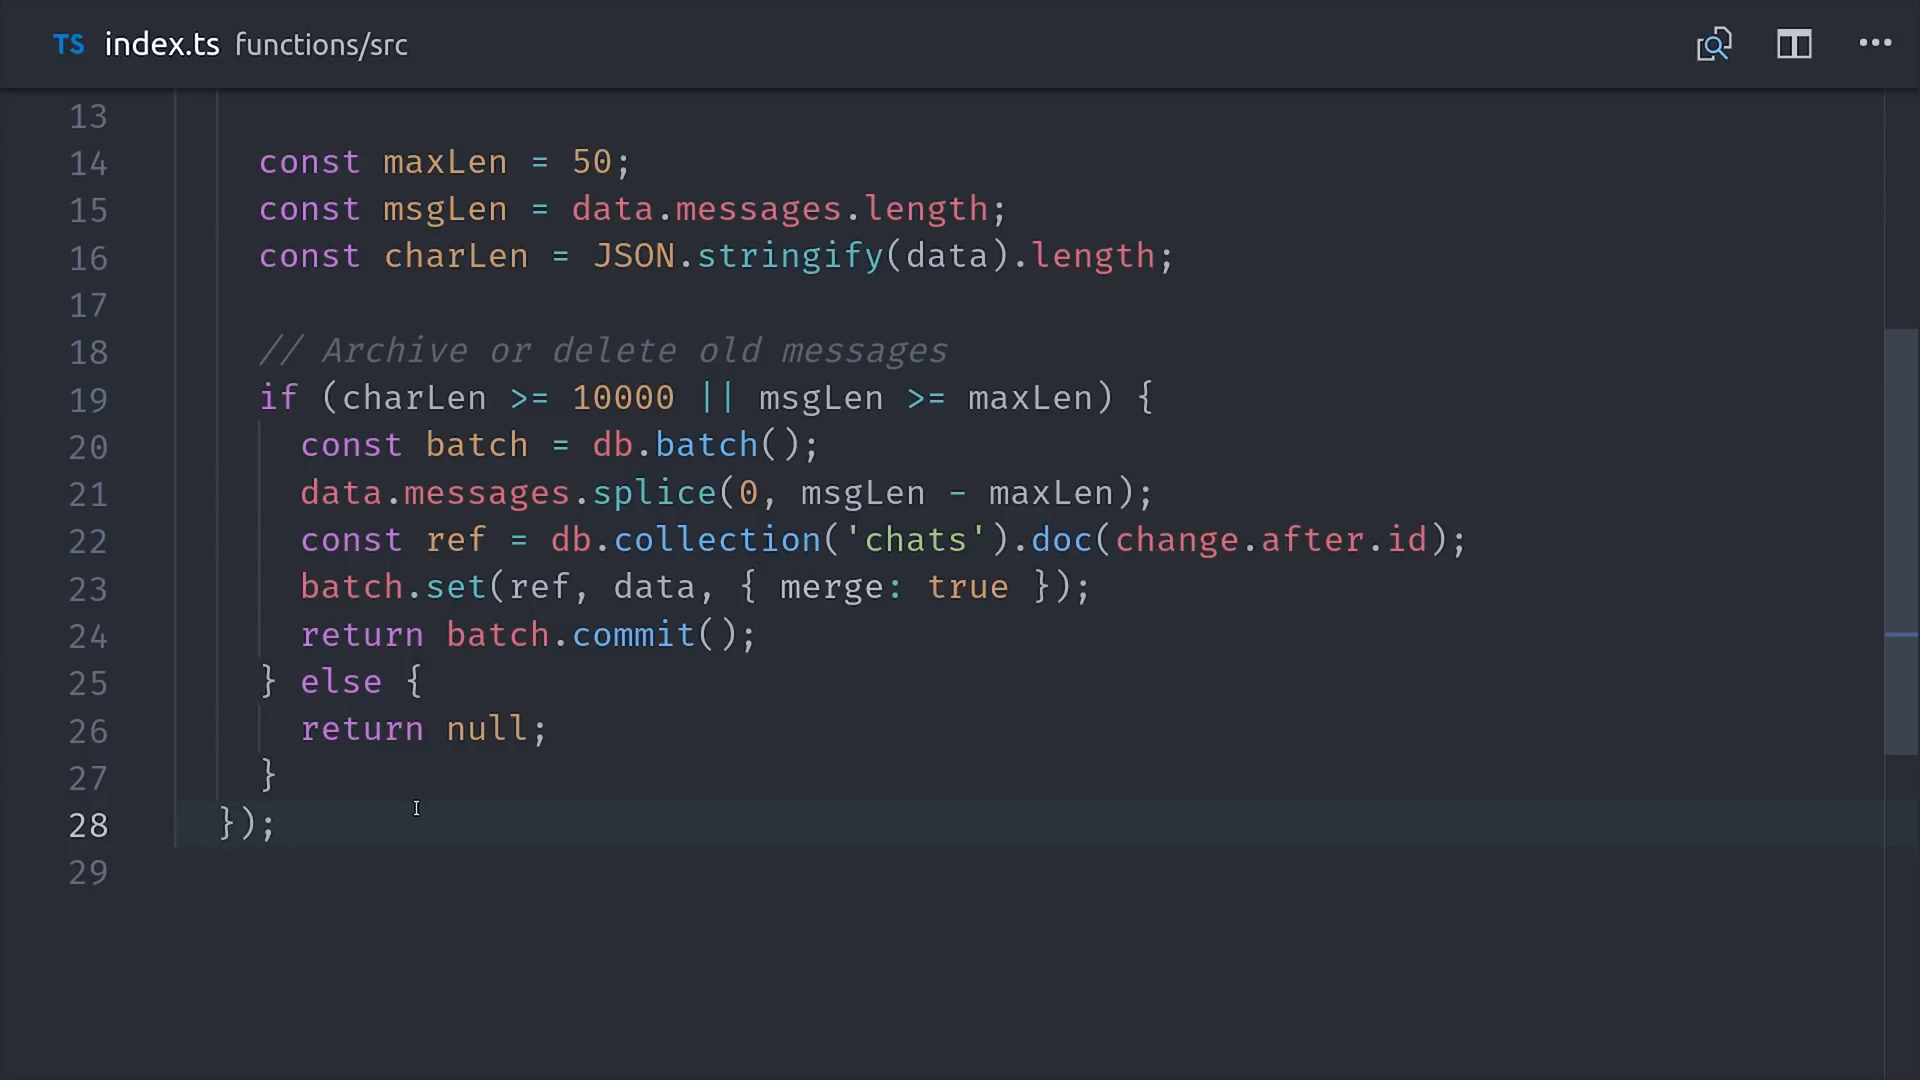 TS index.ts functions/src
13
14 const maxLen = 50;
15 const msgLen = data.messages.length;
16 const charLen = JSON.stringify(data).length;
17
18 // Archive or delete old messages
19 if (charLen >= 10000 || msgLen >= maxLen) {
20 const batch = db.batch();
21 data.messages.splice(0, msgLen - maxLen);
22 const ref = db.collection('chats').doc(change.after.id);
23 batch.set(ref, data, { merge: true });
24 return batch.commit();
25 } else {
26 return null;
27 }
28 });
29